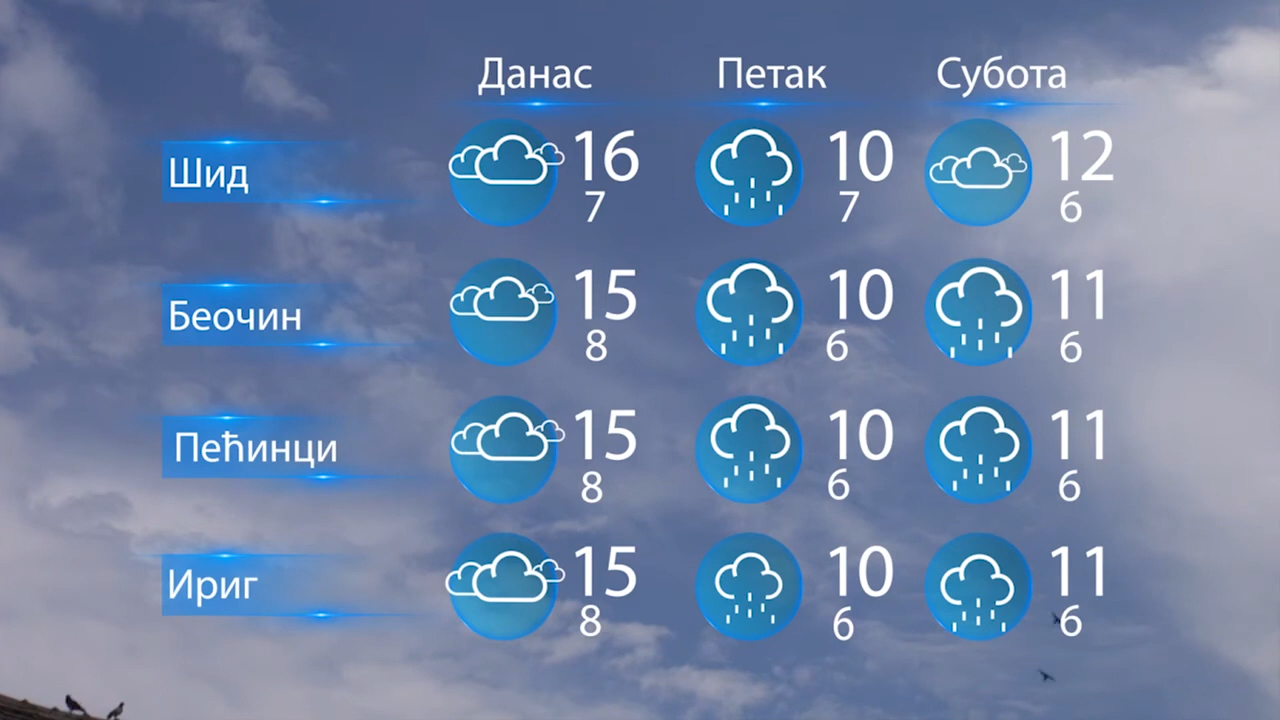 Данас Петак Субота
Шид 16 10 12
7 7 6
Беочин 15 10 11
8 6 6
Пећинци 15 10 11
8 6 6
Ириг 15 10 11
8 6 6